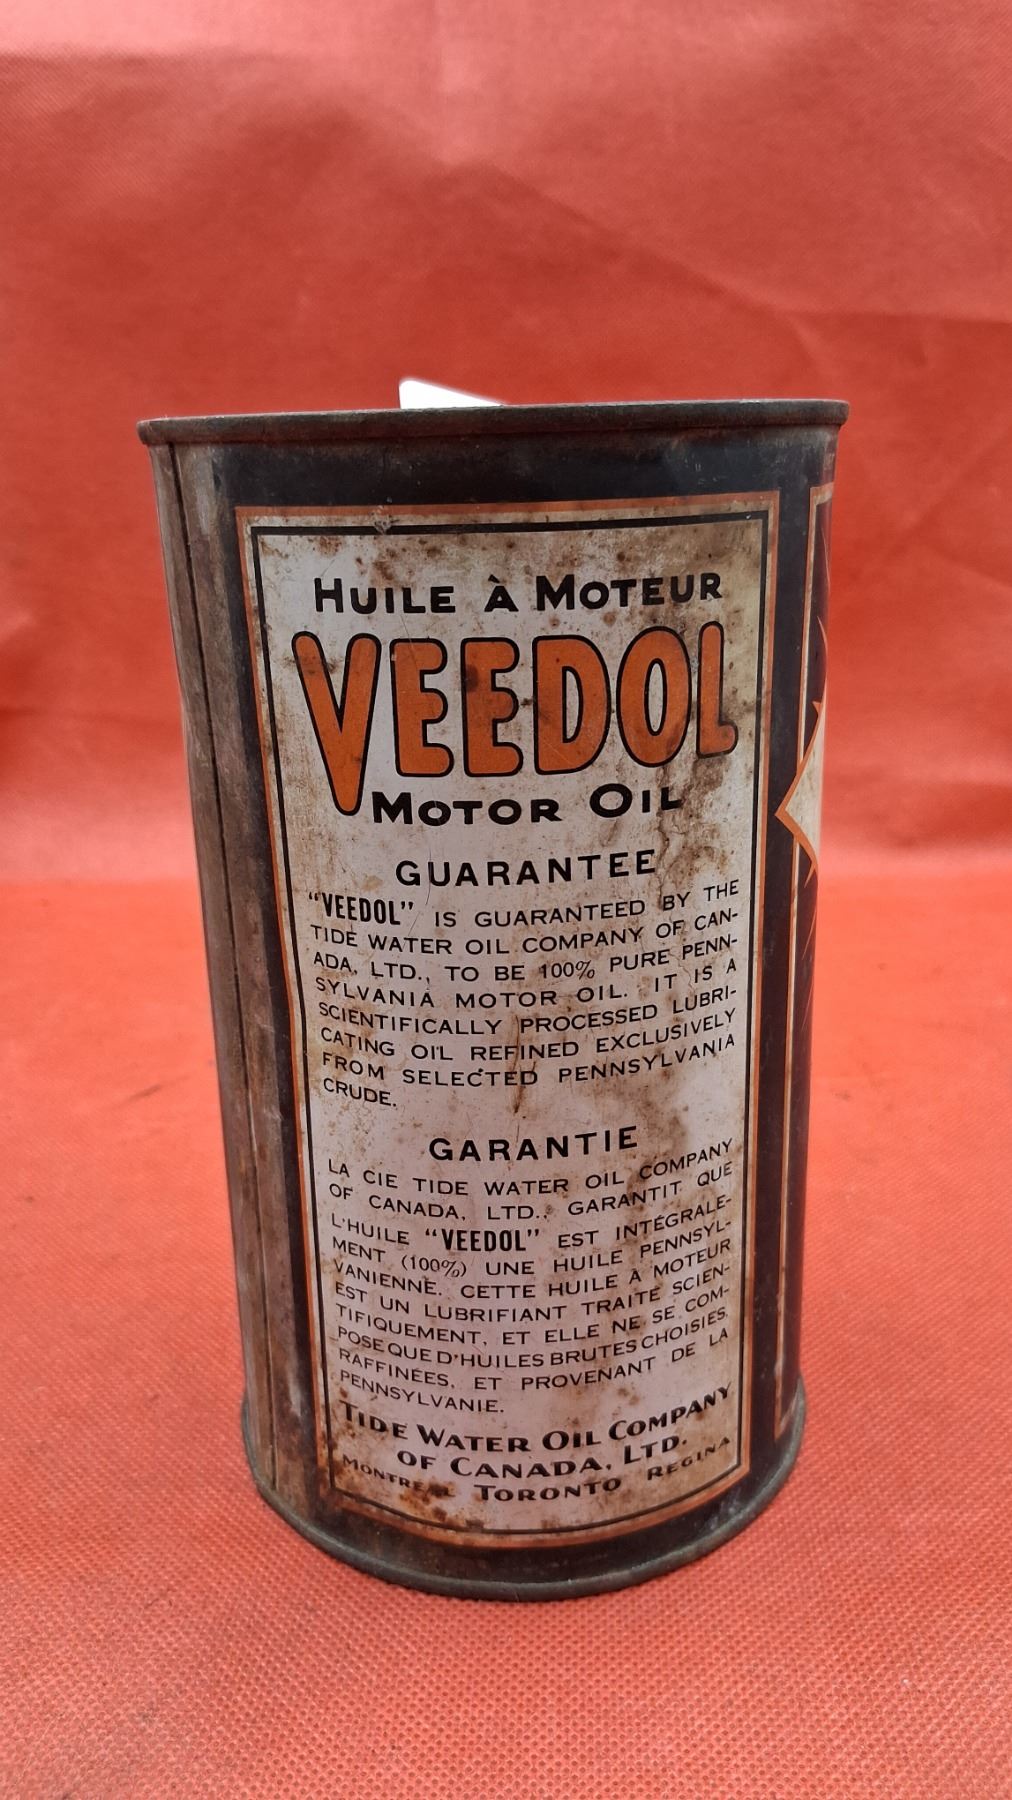 HUILE À MOTEUR
VEEDOL
MOTOR OIL
GUARANTEE
"VEEDOL" IS GUARANTEED BY THE
TIDE WATER OIL COMPANY OF CAN-
ADA, LTD., TO BE 100% PURE PENN-
SYLVANIA MOTOR OIL. IT IS A
SCIENTIFICALLY PROCESSED LUBRI-
CATING OIL REFINED EXCLUSIVELY
FROM SELECTED PENNSYLVANIA
CRUDE.
GARANTIE
LA CIE TIDE WATER OIL COMPANY
OF CANADA, LTD., GARANTIT QUE
L'HUILE "VEEDOL" EST INTÉGRALE-
MENT (100%) UNE HUILE PENNSYL-
VANIENNE. CETTE HUILE À MOTEUR
EST UN LUBRIFIANT TRAITÉ SCIEN-
TIFIQUEMENT, ET ELLE NE SE COM-
POSE QUE D'HUILES BRUTES CHOISIES,
RAFFINÉES, ET PROVENANT DE LA
PENNSYLVANIE.
TIDE WATER OIL COMPANY
OF CANADA, LTD.
MONTREAL TORONTO REGINA